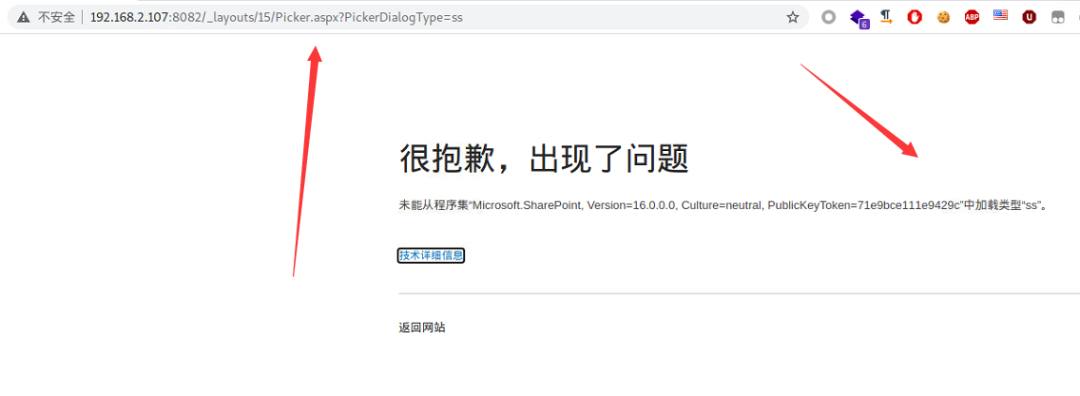 不安全 192.168.2.107:8082/_layouts/15/Picker.aspx?PickerDialogType=ss
6
ABP
很抱歉，出现了问题
未能从程序集“Microsoft.SharePoint, Version=16.0.0.0, Culture=neutral, PublicKeyToken=71e9bce111e9429c”中加载类型“ss”。
技术详细信息
返回网站